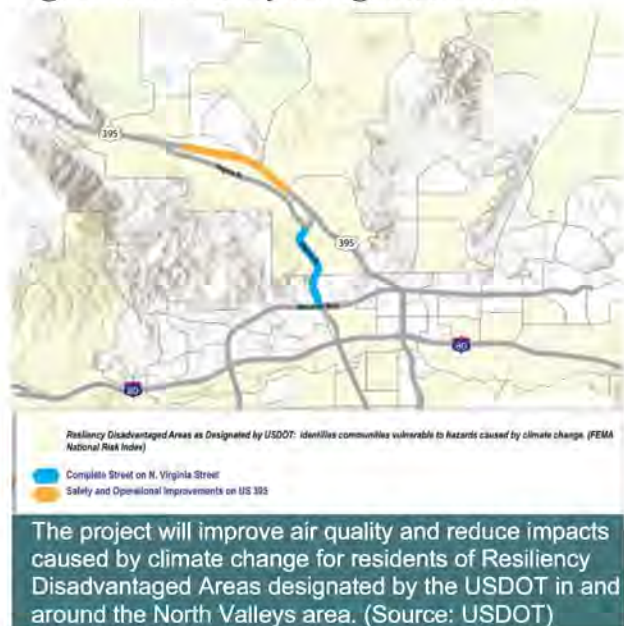 395
395
80
80
Resiliency Disadvantaged Areas as Designated by USDOT: identifies communities vulnerable to hazards caused by climate change. (FEMA
National Risk Index)
Complete Street on N. Virginia Street
Safety and Operational Improvements on US 395
The project will improve air quality and reduce impacts
caused by climate change for residents of Resiliency
Disadvantaged Areas designated by the USDOT in and
around the North Valleys area. (Source: USDOT)